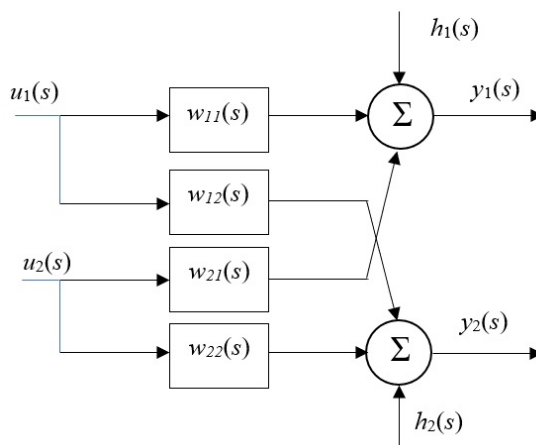 h1(s)
u1(s)
y1(s)
w11(s)
Σ
w12(s)
u2(s)
w21(s)
y2(s)
w22(s)
Σ
h2(s)